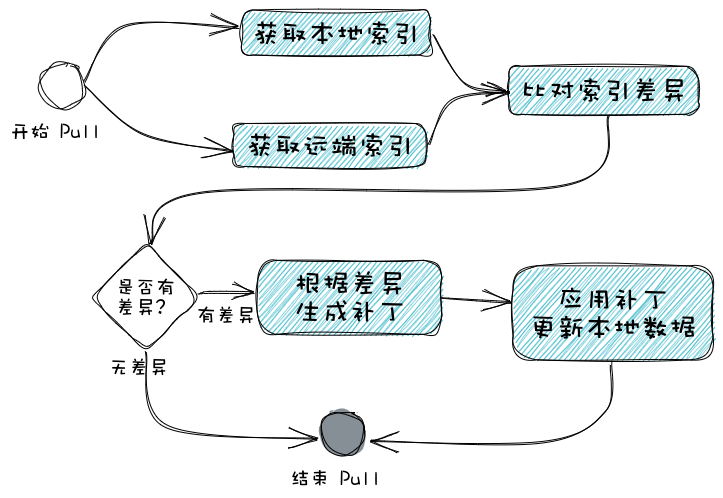 获取本地索引
开始 Pull
获取远端索引
比对索引差异
是否有
差异?
有差异
根据差异
生成补丁
应用补丁
更新本地数据
无差异
结束 Pull